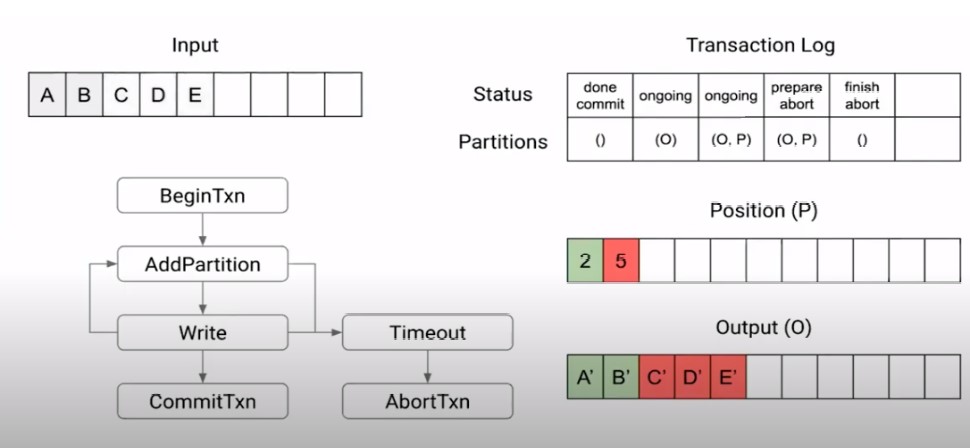 Input
A B C D E
BeginTxn
AddPartition
Write
Timeout
CommitTxn
AbortTxn
Transaction Log
Status
done commit
ongoing
ongoing
prepare abort
finish abort
Partitions
()
(O)
(O, P)
(O, P)
()
Position (P)
2 5
Output (O)
A' B' C' D' E'